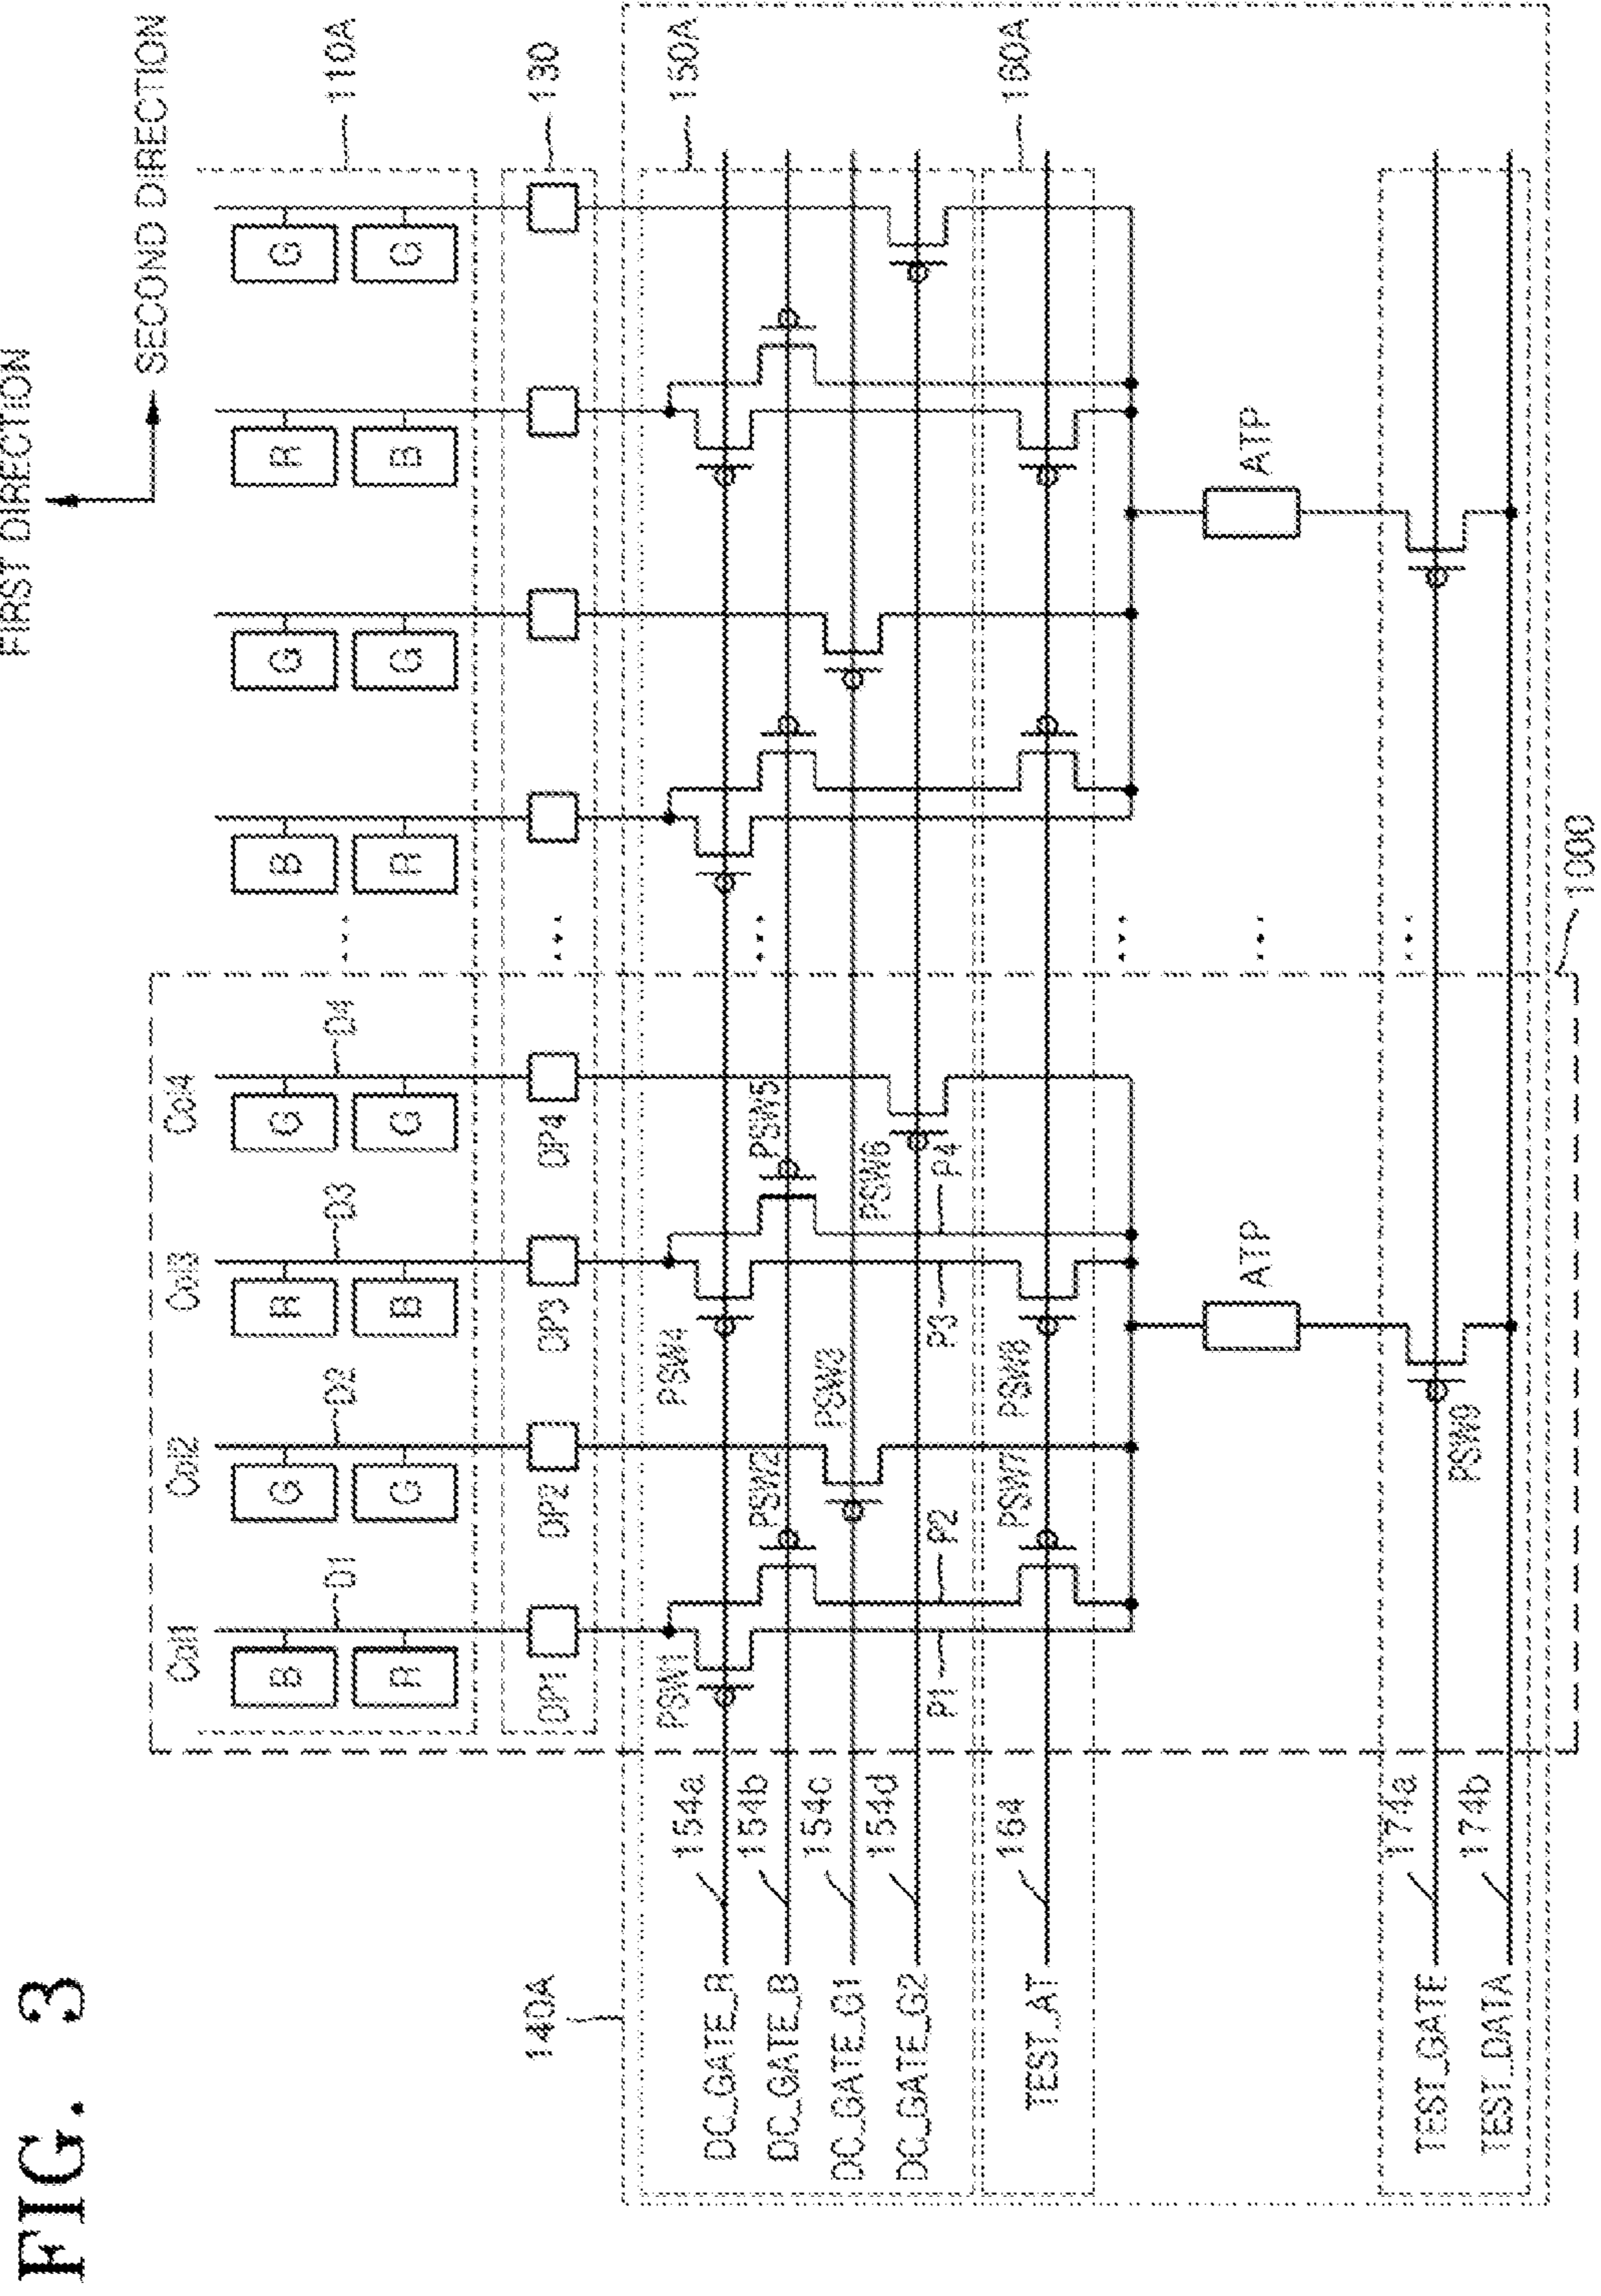 FIG. 3
FIRST DIRECTION
SECOND DIRECTION
Col1 Col2 Col3 Col4
D1 D2 D3 D4
B G R G B G R G
R G B G R G B G
110A
... 
DP1 DP2 DP3 DP4
130
...
140A
150A
DC_GATE_R 154a
PSW1 PSW4
DC_GATE_B 154b
PSW2 PSW5
...
DC_GATE_G1 154c
PSW3
DC_GATE_G2 154d
PSW6
P1 P2 P3 P4
TEST_AT 164
PSW7 PSW8
160A
...
ATP ATP
...
TEST_GATE 174a
...
PSW9
TEST_DATA 174b
1000